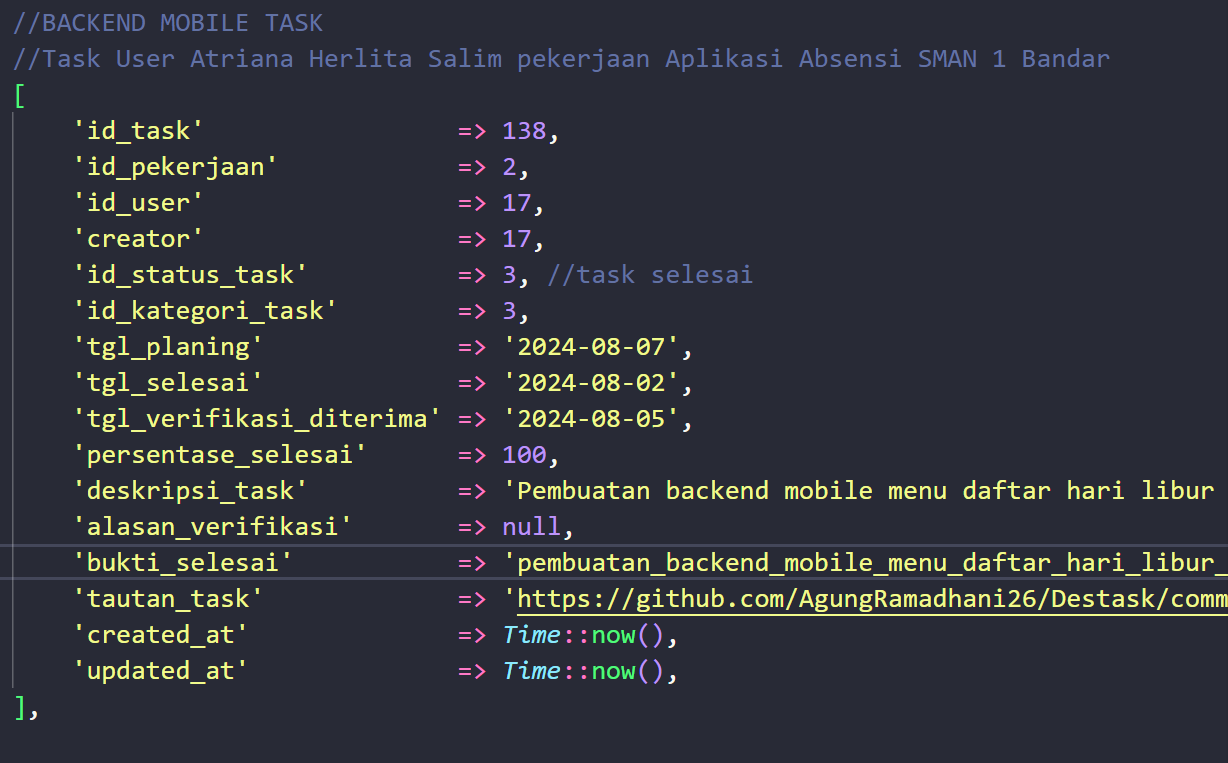 //BACKEND MOBILE TASK
//Task User Atriana Herlita Salim pekerjaan Aplikasi Absensi SMAN 1 Bandar
[
'id_task' => 138,
'id_pekerjaan' => 2,
'id_user' => 17,
'creator' => 17,
'id_status_task' => 3, //task selesai
'id_kategori_task' => 3,
'tgl_planing' => '2024-08-07',
'tgl_selesai' => '2024-08-02',
'tgl_verifikasi_diterima' => '2024-08-05',
'persentase_selesai' => 100,
'deskripsi_task' => 'Pembuatan backend mobile menu daftar hari libur
'alasan_verifikasi' => null,
'bukti_selesai' => 'pembuatan_backend_mobile_menu_daftar_hari_libur_
'tautan_task' => 'https://github.com/AgungRamadhani26/Destask/comm
'created_at' => Time::now(),
'updated_at' => Time::now(),
],